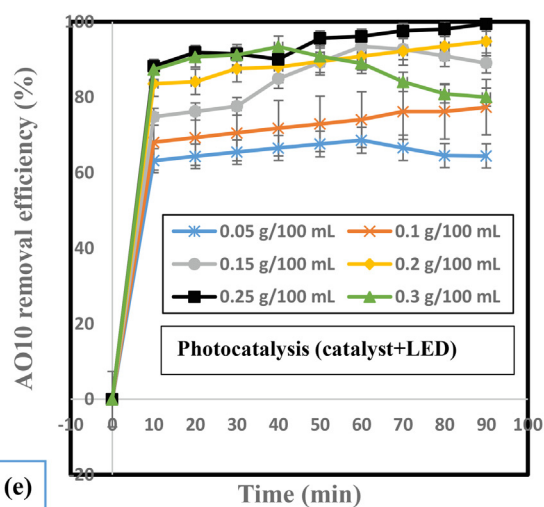 100
80
60
40
20
0
20
-10 0 10 20 30 40 50 60 70 80 90 100
AO10 removal efficiency (%)
0.05 g/100 mL 0.1 g/100 mL
0.15 g/100 mL 0.2 g/100 mL
0.25 g/100 mL 0.3 g/100 mL
Photocatalysis (catalyst+LED)
Time (min)
(e)